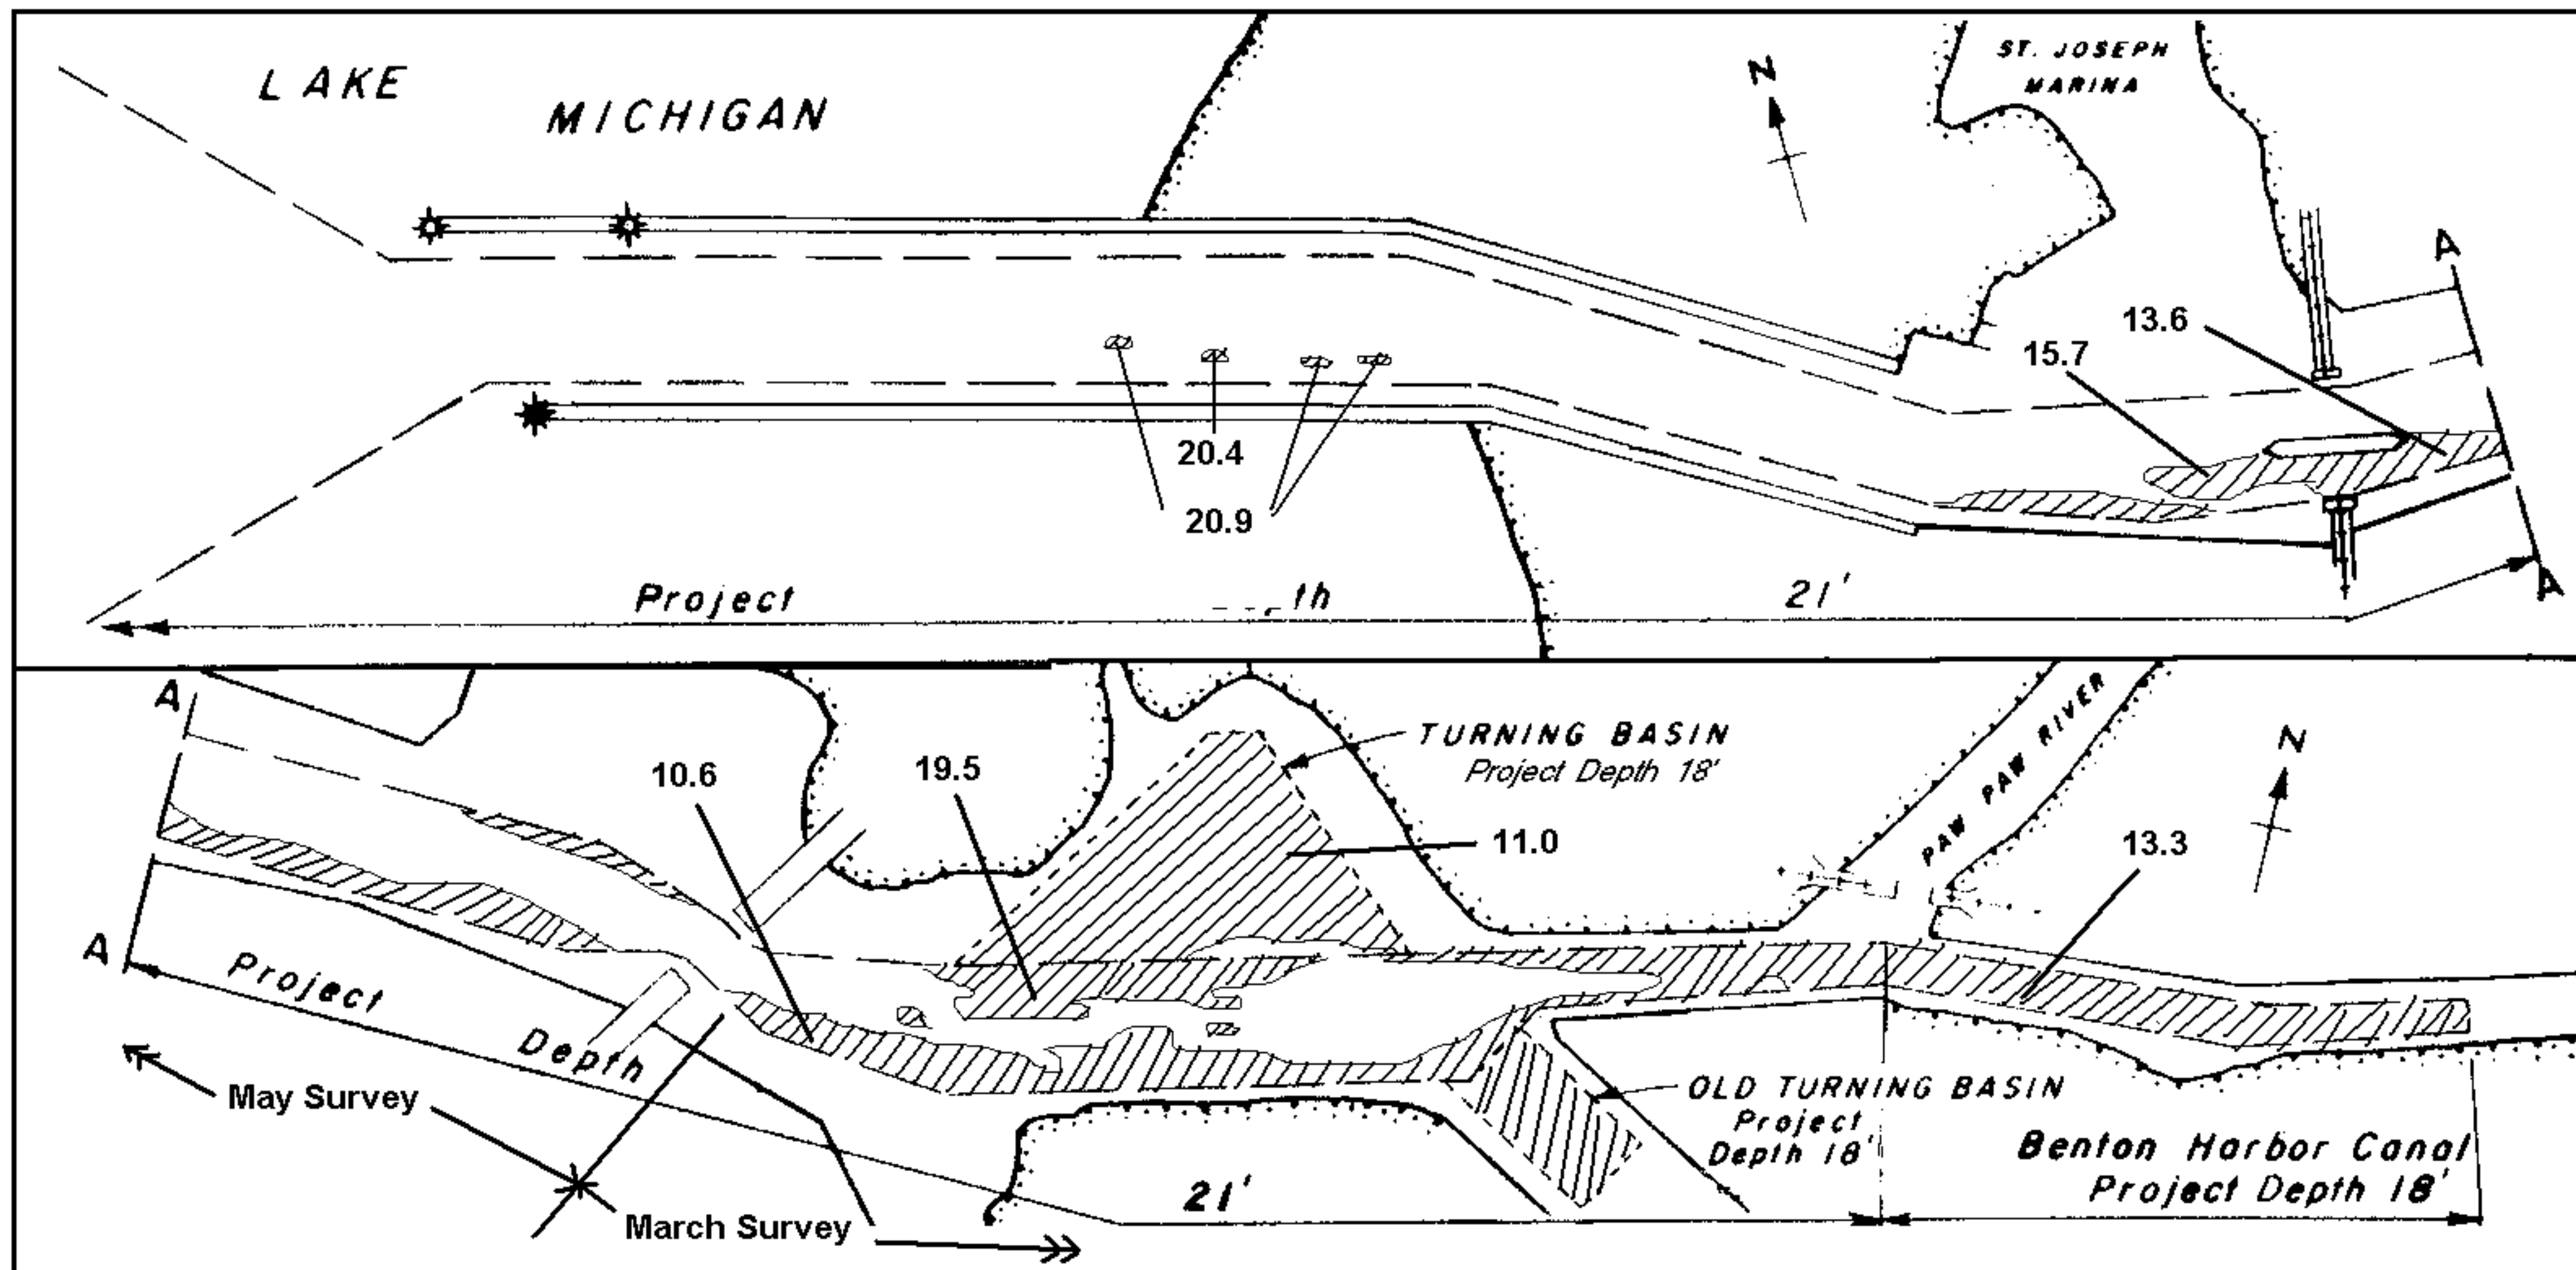 LAKE
MICHIGAN
N
ST. JOSEPH
MARINA
A
13.6
15.7
20.4
20.9
Project
th
21'
A
A
10.6
19.5
TURNING BASIN
Project Depth 18'
11.0
PAW PAW RIVER
N
13.3
A
Project
Depth
May Survey
March Survey
21'
OLD TURNING BASIN
Project
Depth 18'
Benton Harbor Canal
Project Depth 18'